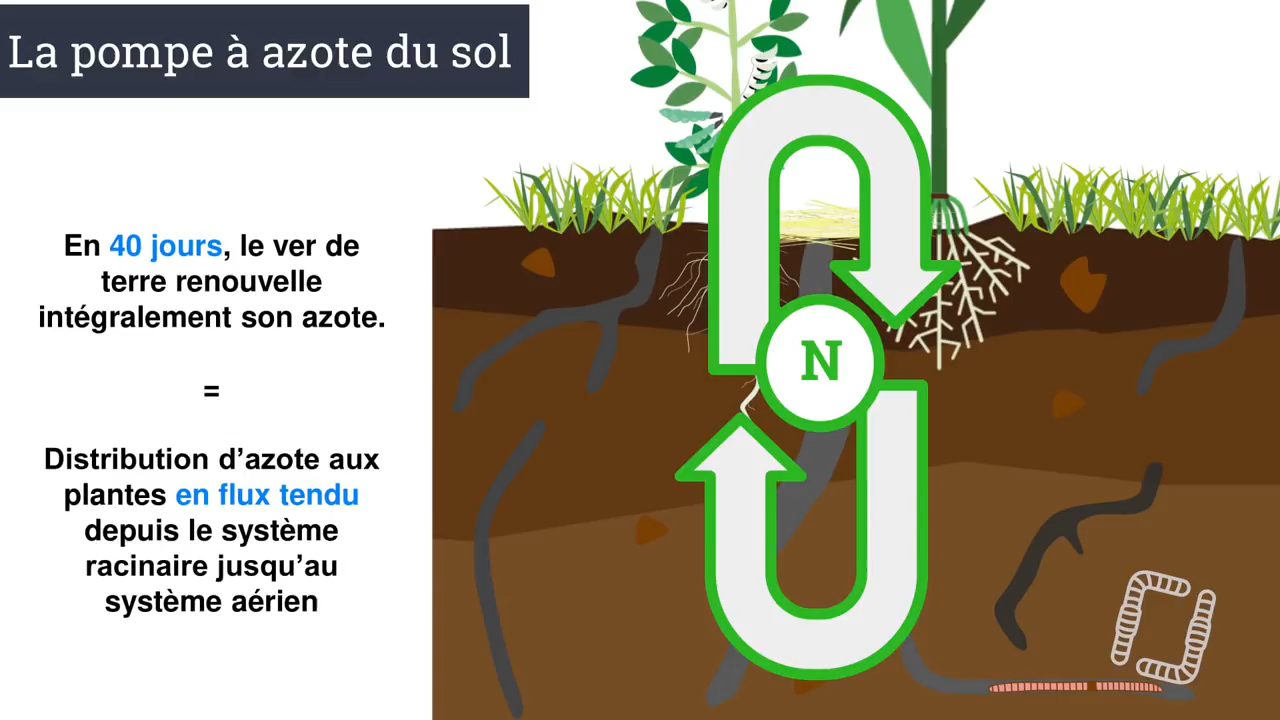 La pompe à azote du sol
En 40 jours, le ver de
terre renouvelle
intégralement son azote.
=
Distribution d’azote aux
plantes en flux tendu
depuis le système
racinaire jusqu’au
système aérien
N